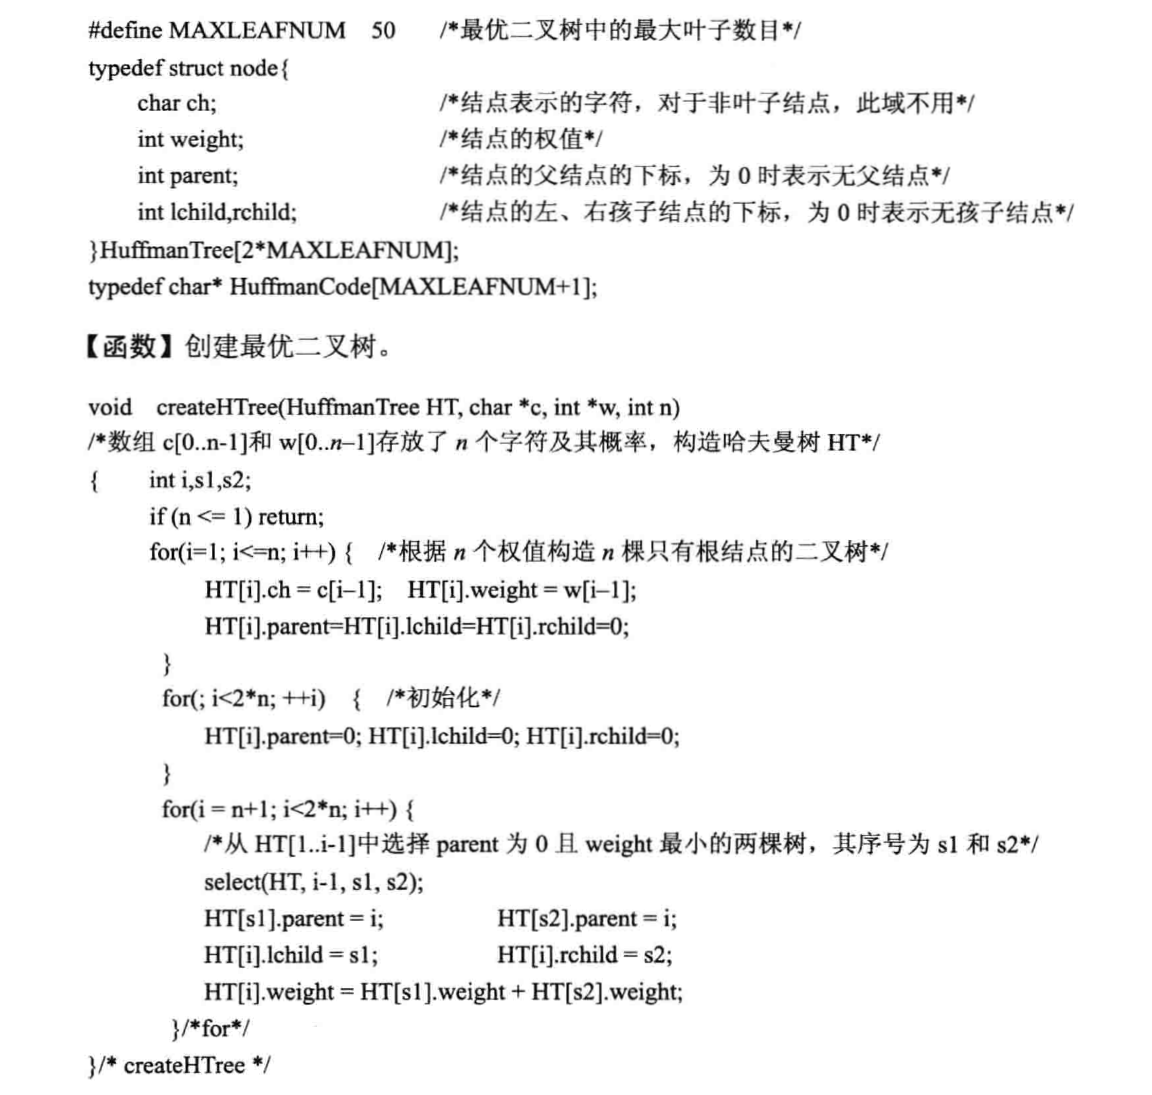 #define MAXLEAFNUM 50 /*最优二叉树中的最大叶子数目*/
typedef struct node{
char ch; /*结点表示的字符，对于非叶子结点，此域不用*/
int weight; /*结点的权值*/
int parent; /*结点的父结点的下标，为 0 时表示无父结点*/
int lchild,rchild; /*结点的左、右孩子结点的下标，为 0 时表示无孩子结点*/
}HuffmanTree[2*MAXLEAFNUM];
typedef char* HuffmanCode[MAXLEAFNUM+1];
【函数】创建最优二叉树。
void createHTree(HuffmanTree HT, char *c, int *w, int n)
/*数组 c[0..n-1]和 w[0..n–1]存放了 n 个字符及其概率，构造哈夫曼树 HT*/
{ int i,s1,s2;
if (n <= 1) return;
for(i=1; i<=n; i++) { /*根据 n 个权值构造 n 棵只有根结点的二叉树*/
HT[i].ch = c[i–1]; HT[i].weight = w[i–1];
HT[i].parent=HT[i].lchild=HT[i].rchild=0;
}
for(; i<2*n; ++i) { /*初始化*/
HT[i].parent=0; HT[i].lchild=0; HT[i].rchild=0;
}
for(i = n+1; i<2*n; i++) {
/*从 HT[1..i-1]中选择 parent 为 0 且 weight 最小的两棵树，其序号为 s1 和 s2*/
select(HT, i-1, s1, s2);
HT[s1].parent = i; HT[s2].parent = i;
HT[i].lchild = s1; HT[i].rchild = s2;
HT[i].weight = HT[s1].weight + HT[s2].weight;
}/*for*/
}/* createHTree */